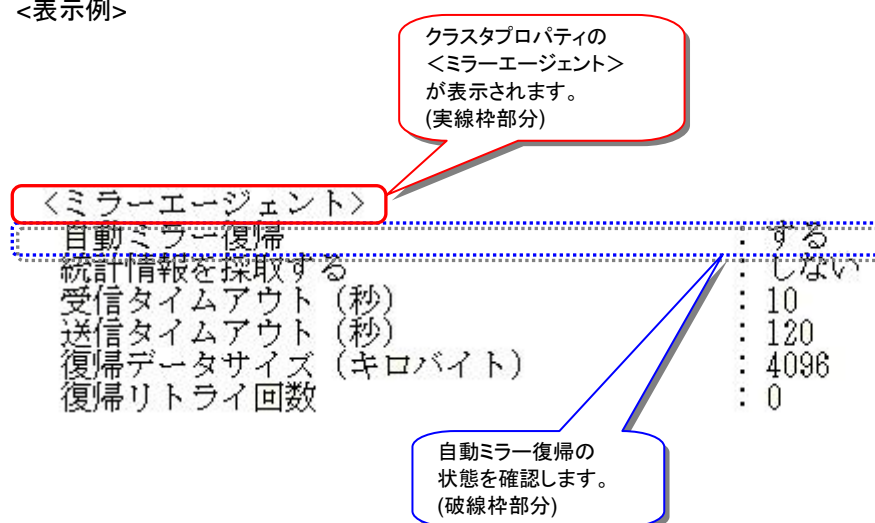 <表示例>
クラスタプロパティの
＜ミラーエージェント＞
が表示されます。
(実線枠部分)
<ミラーエージェント>
自動ミラー復帰 : する
統計情報を採取する : しない
受信タイムアウト (秒) : 10
送信タイムアウト (秒) : 120
復帰データサイズ (キロバイト) : 4096
復帰リトライ回数 : 0
自動ミラー復帰の
状態を確認します。
(破線枠部分)